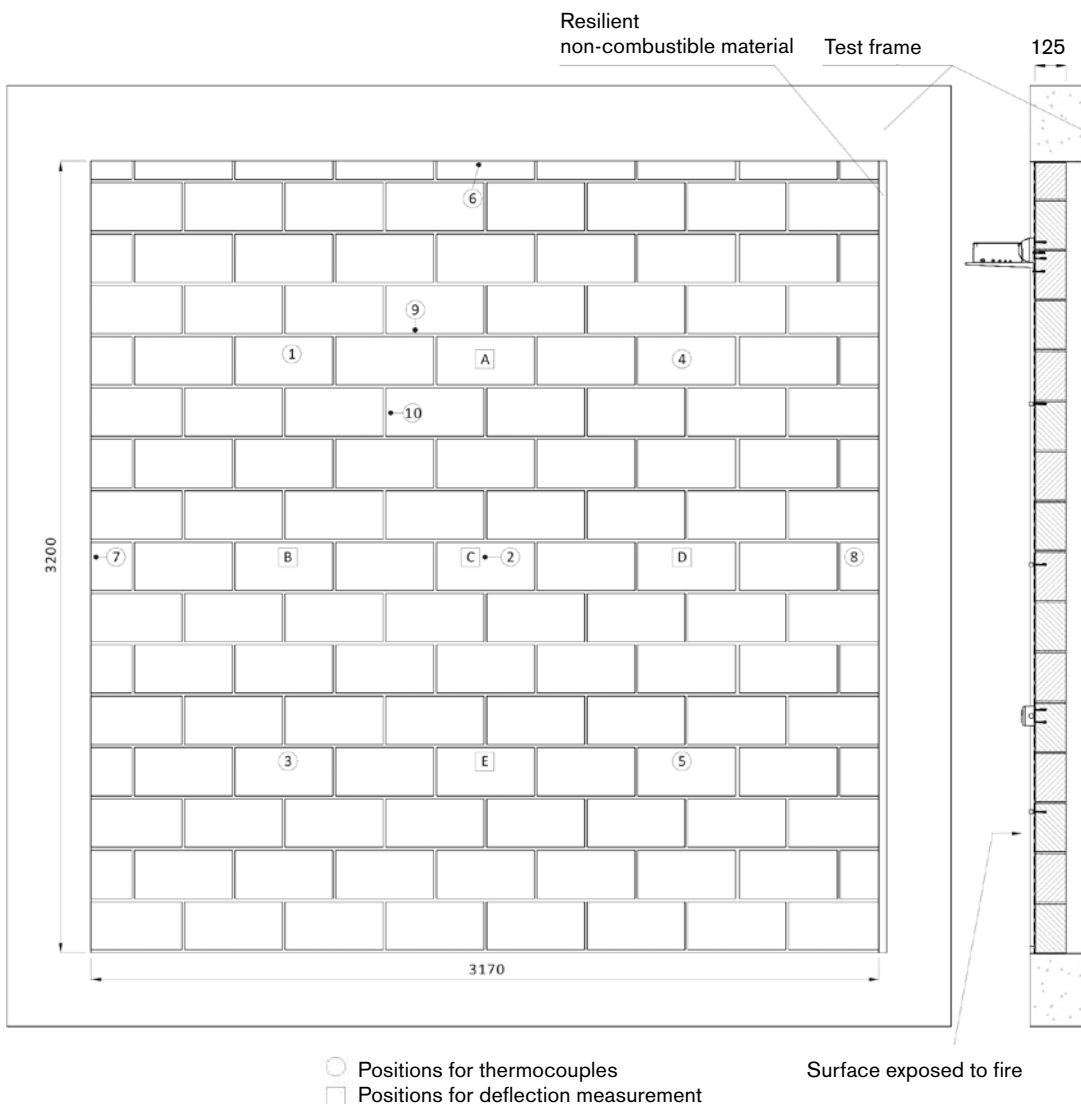 Resilient
non-combustible material
Test frame
125
6
9
1
A
4
10
3200
7
B
C
2
D
8
3
E
5
3170
Positions for thermocouples
Positions for deflection measurement
Surface exposed to fire